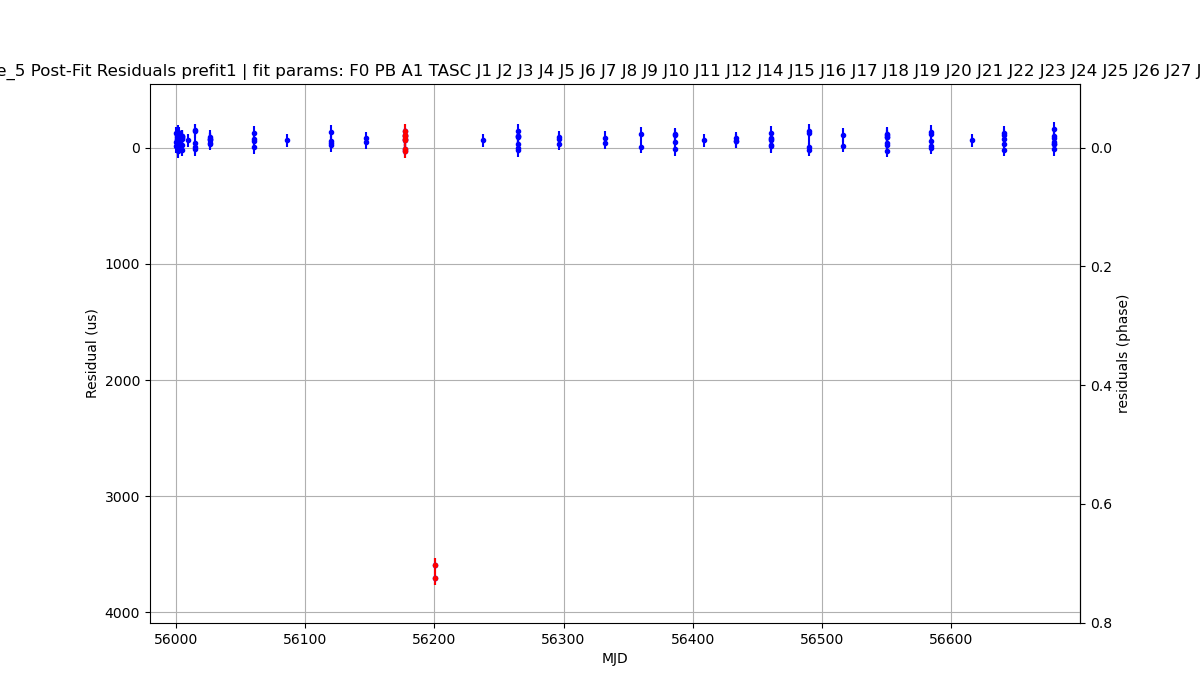 e_5 Post-Fit Residuals prefit1 | fit params: F0 PB A1 TASC J1 J2 J3 J4 J5 J6 J7 J8 J9 J10 J11 J12 J14 J15 J16 J17 J18 J19 J20 J21 J22 J23 J24 J25 J26 J27 J
0
1000
2000
3000
4000
Residual (us)
0.0
0.2
0.4
0.6
0.8
residuals (phase)
56000 56100 56200 56300 56400 56500 56600
MJD